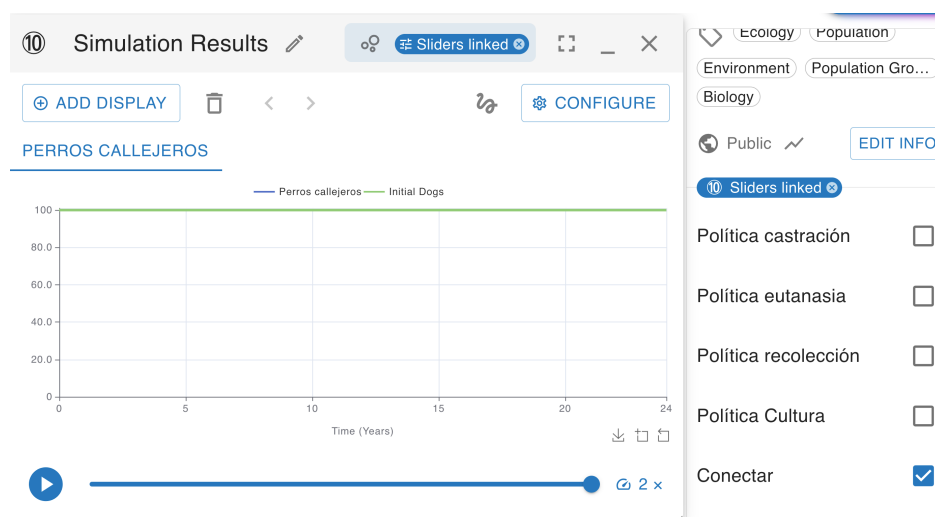 ⑩ Simulation Results
Sliders linked
ADD DISPLAY
CONFIGURE
PERROS CALLEJEROS
Perros callejeros
Initial Dogs
100
80.0
60.0
40.0
20.0
0
0 5 10 15 20 24
Time (Years)
2 ×
Ecology
Population
Environment
Population Gro...
Biology
Public
EDIT INFO
⑩ Sliders linked
Política castración
Política eutanasia
Política recolección
Política Cultura
Conectar